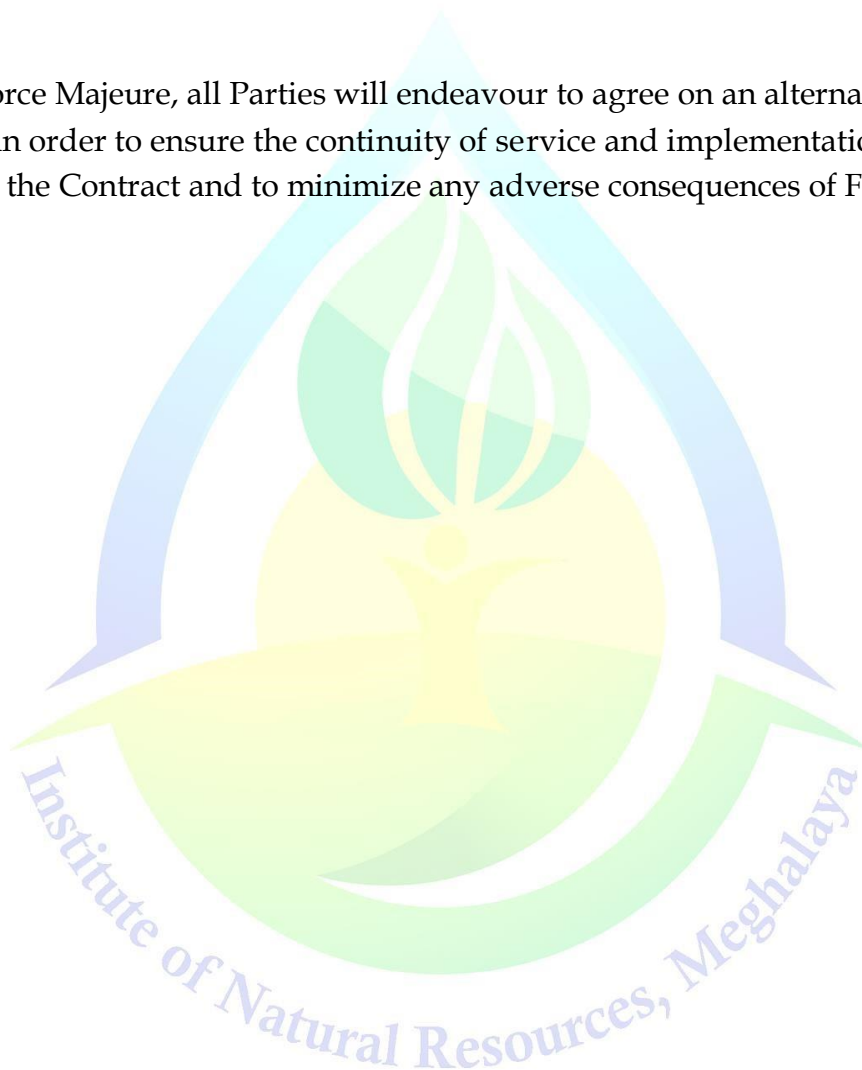 orce Majeure, all Parties will endeavour to agree on an alterna
n order to ensure the continuity of service and implementatio
the Contract and to minimize any adverse consequences of F
Institute of Natural Resources, Meghalaya